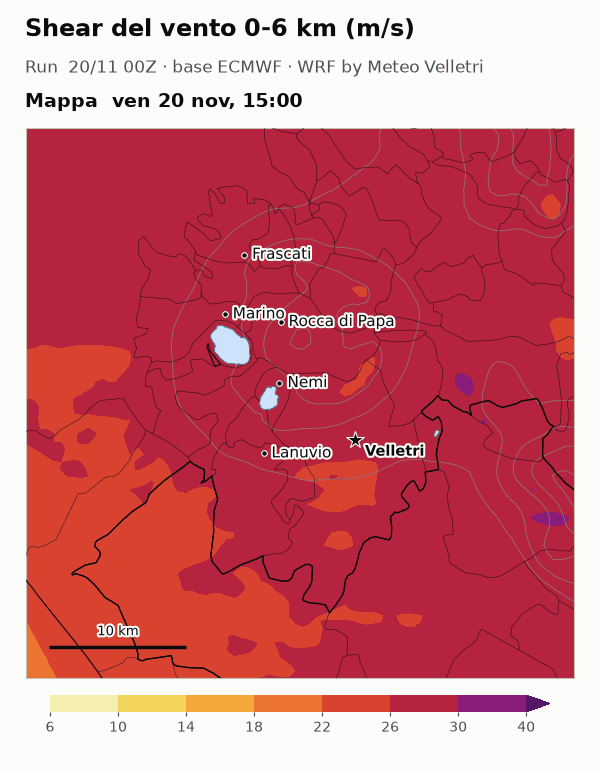 Shear del vento 0-6 km (m/s)
Run  20/11 00Z · base ECMWF · WRF by Meteo Velletri
Mappa  ven 20 nov, 15:00
Frascati
Marino
Rocca di Papa
Nemi
Velletri
Lanuvio
10 km
6 10 14 18 22 26 30 40